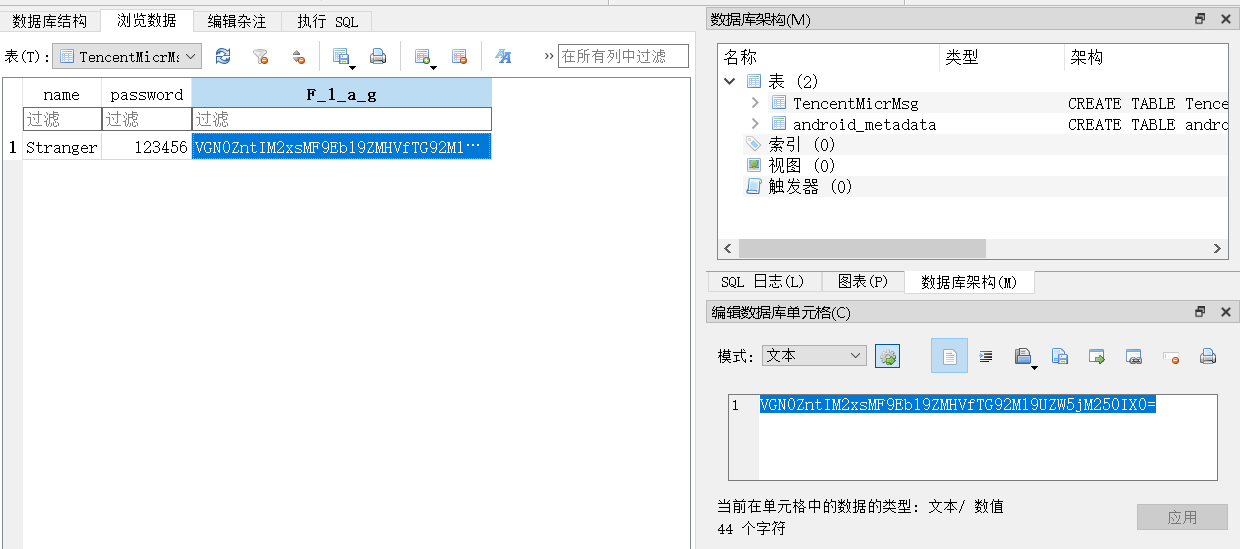 数据库结构 浏览数据 编辑杂注 执行 SQL
表(T): TencentMicrMs 在所有列中过滤
name password F_l_a_g
过滤 过滤 过滤
1 Stranger 123456 VGN0ZntIM2xsMF9Eb19ZMHVfTG92M1···
数据库架构(M)
名称 类型 架构
表 (2)
TencentMicrMsg CREATE TABLE Tence
android_metadata CREATE TABLE andro
索引 (0)
视图 (0)
触发器 (0)
SQL 日志(L) 图表(P) 数据库架构(M)
编辑数据库单元格(C)
模式: 文本
1 VGN0ZntIM2xsMF9Eb19ZMHVfTG92M19UZW5jM250IX0=
当前在单元格中的数据的类型: 文本/ 数值
44 个字符
应用